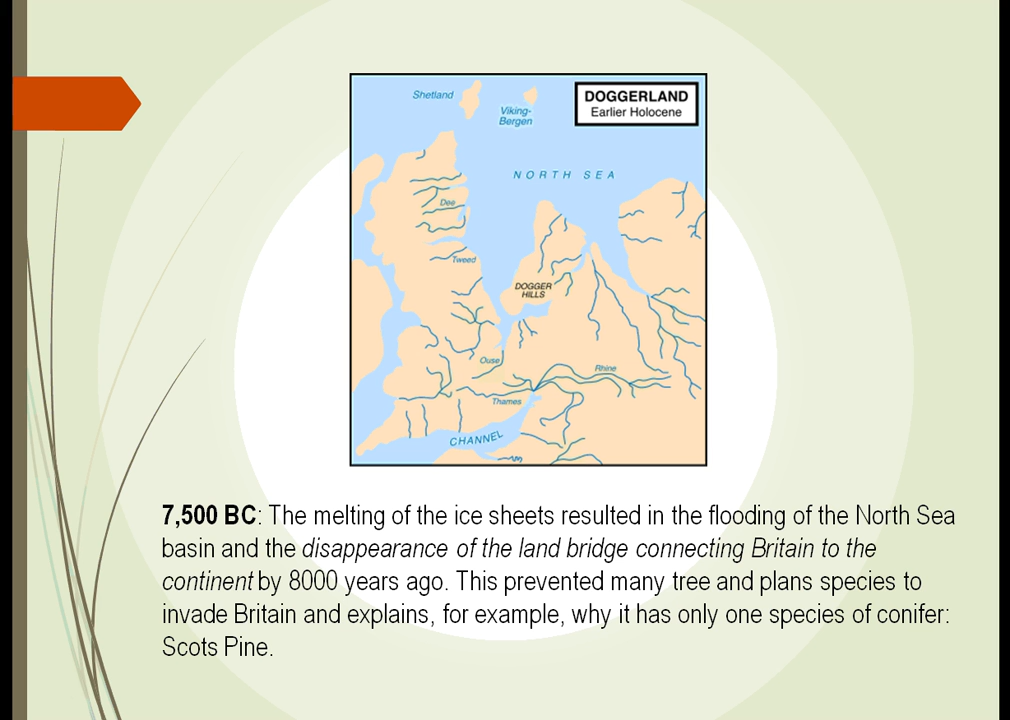 Shetland
Viking-
Bergen
DOGGERLAND
Earlier Holocene
NORTH SEA
Dee
Tweed
DOGGER
HILLS
Ouse
Rhine
Thames
CHANNEL
7,500 BC: The melting of the ice sheets resulted in the flooding of the North Sea
basin and the disappearance of the land bridge connecting Britain to the
continent by 8000 years ago. This prevented many tree and plans species to
invade Britain and explains, for example, why it has only one species of conifer:
Scots Pine.